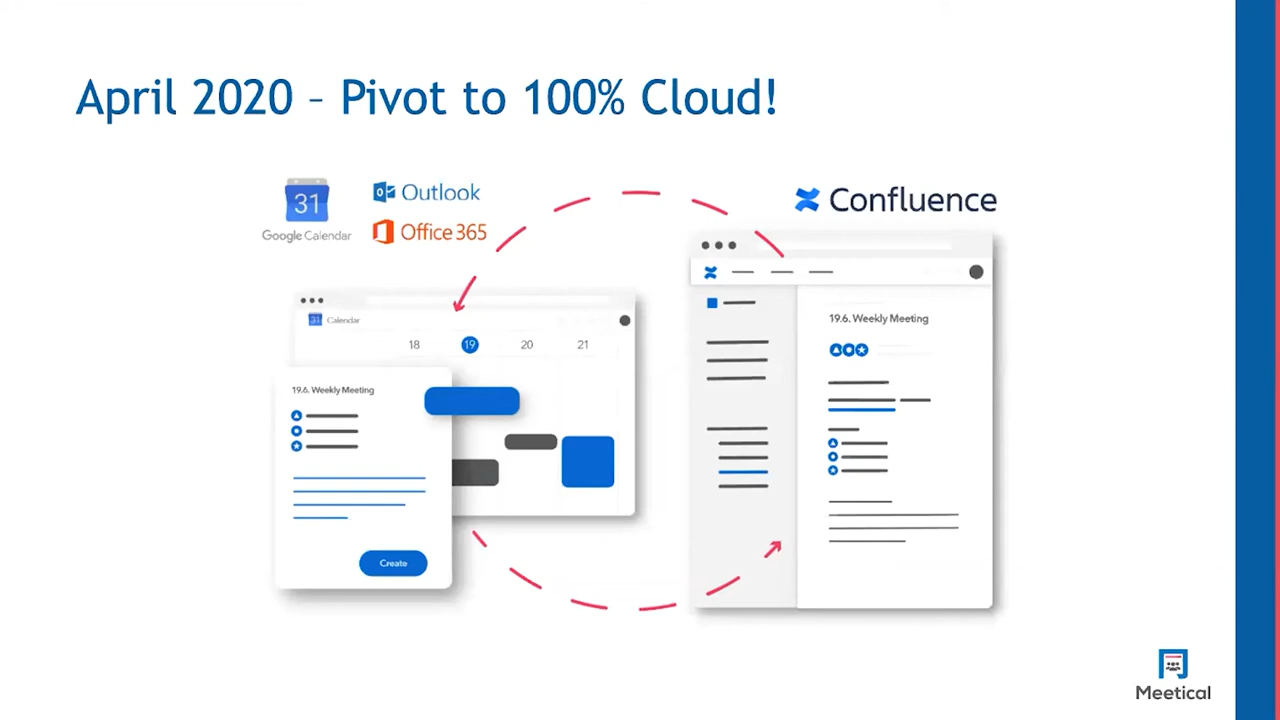 April 2020 – Pivot to 100% Cloud!
31
Google Calendar
Outlook
Office 365
Confluence
31 Calendar
18 19 20 21
19.6. Weekly Meeting
Create
19.6. Weekly Meeting
Meetical